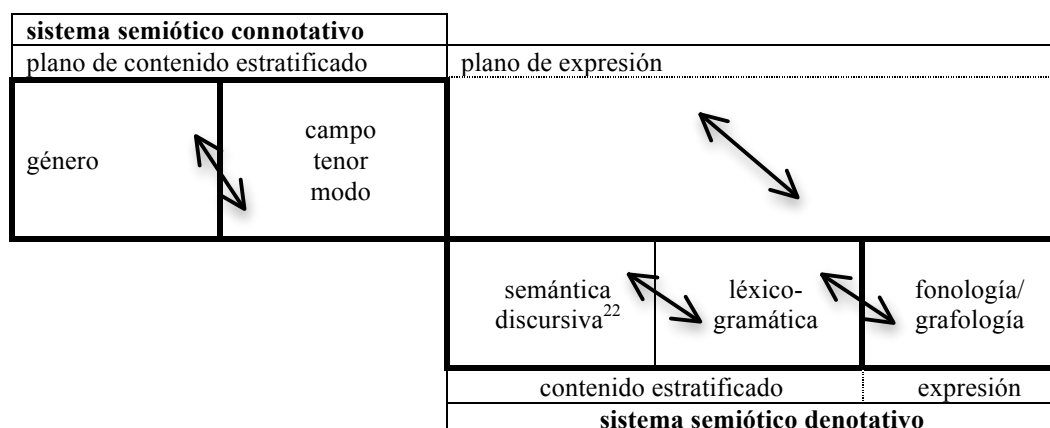 sistema semiótico connotativo
plano de contenido estratificado
plano de expresión
género
campo
tenor
modo
semántica
discursiva22
léxico-
gramática
fonología/
grafología
contenido estratificado
expresión
sistema semiótico denotativo